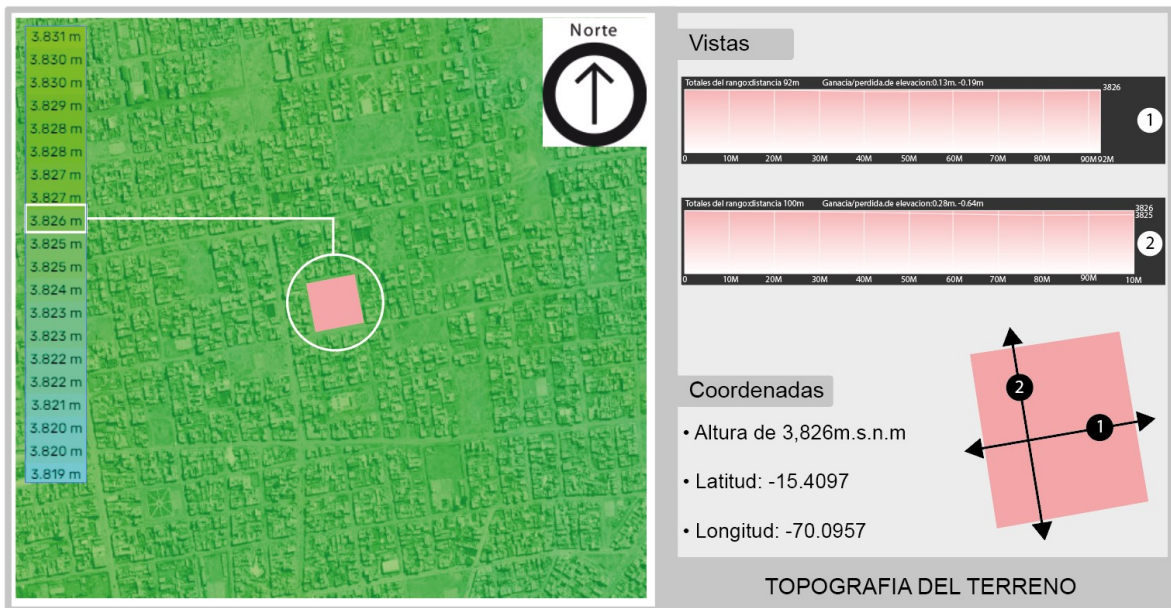 3.831 m
3.830 m
3.830 m
3.829 m
3.828 m
3.828 m
3.827 m
3.827 m
3.826 m
3.825 m
3.825 m
3.824 m
3.823 m
3.823 m
3.822 m
3.822 m
3.821 m
3.820 m
3.820 m
3.819 m
Norte
Vistas
Totales del rango:distancia 92m Ganacia/perdida.de elevacion:0.13m. -0.19m
3826
1
0 10M 20M 30M 40M 50M 60M 70M 80M 90M 92M
Totales del rango:distancia 100m Ganacia/perdida.de elevacion:0.28m. -0.64m
3826
3825
2
0 10M 20M 30M 40M 50M 60M 70M 80M 90M 10M
2
1
Coordenadas
• Altura de 3,826m.s.n.m
• Latitud: -15.4097
• Longitud: -70.0957
TOPOGRAFIA DEL TERRENO